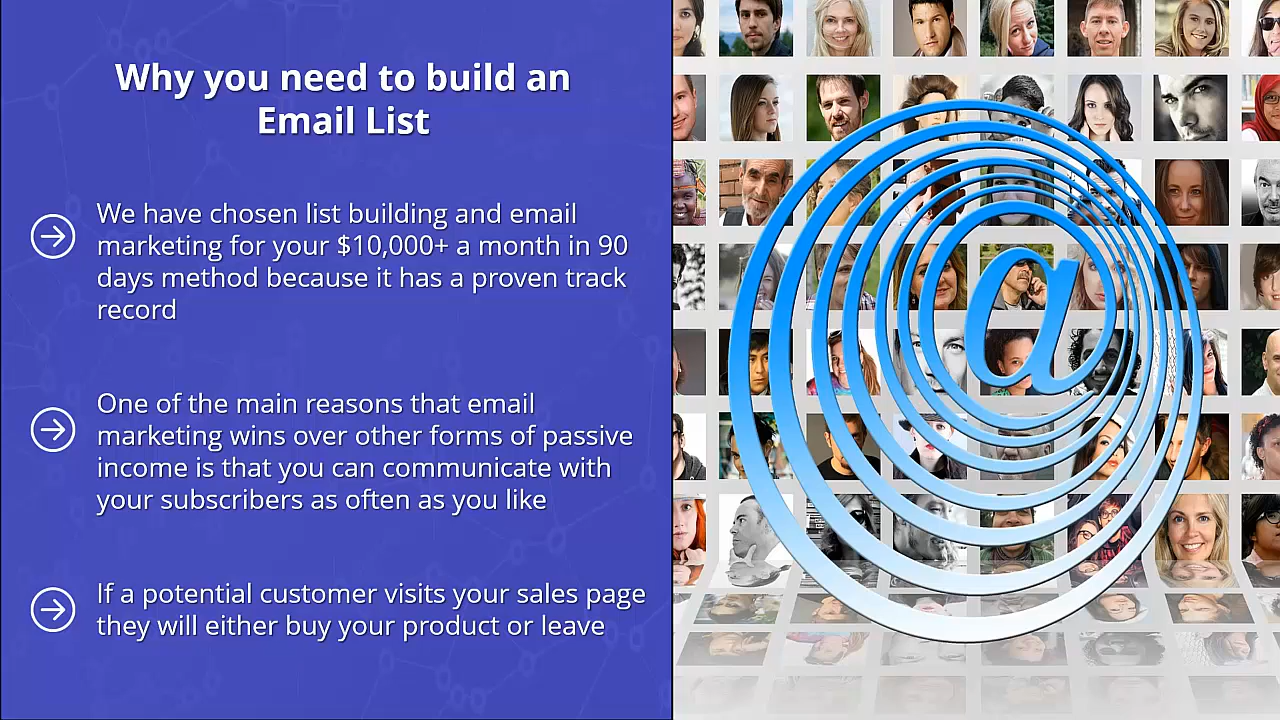 Why you need to build an
Email List
We have chosen list building and email
marketing for your $10,000+ a month in 90
days method because it has a proven track
record
One of the main reasons that email
marketing wins over other forms of passive
income is that you can communicate with
your subscribers as often as you like
If a potential customer visits your sales page
they will either buy your product or leave
@